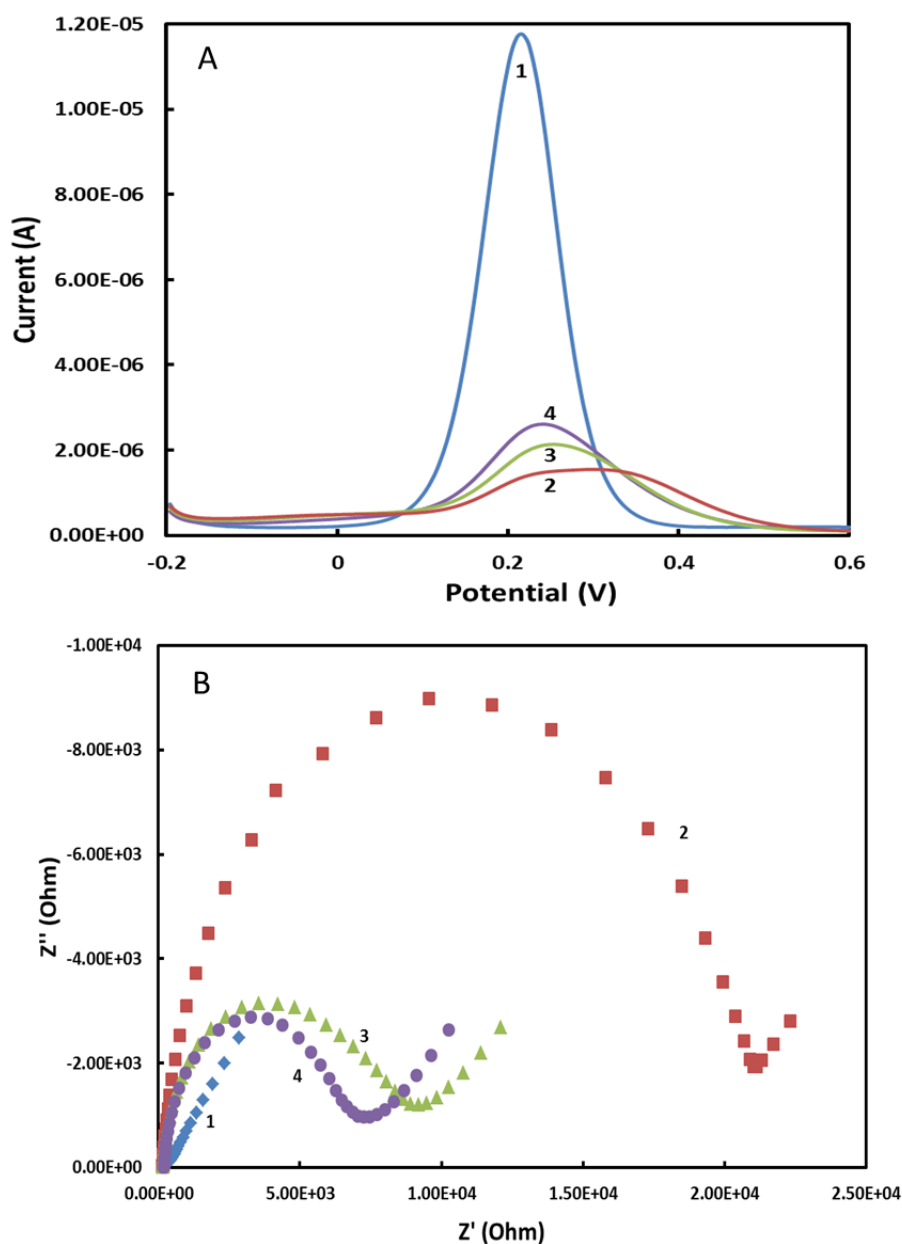 A
1.20E-05
1.00E-05
8.00E-06
6.00E-06
4.00E-06
2.00E-06
0.00E+00
Current (A)
1
4
3
2
-0.2
0
0.2
0.4
0.6
Potential (V)
B
-1.00E+04
-8.00E+03
-6.00E+03
-4.00E+03
-2.00E+03
0.00E+00
Z'' (Ohm)
2
3
4
1
0.00E+00
5.00E+03
1.00E+04
1.50E+04
2.00E+04
2.50E+04
Z' (Ohm)